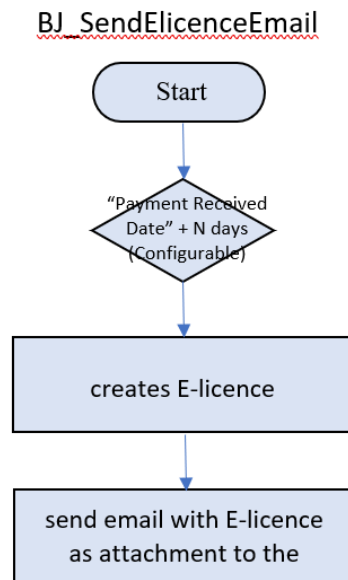 BJ_SendElicenceEmail
Start
“Payment Received
Date” + N days
(Configurable)
creates E-licence
send email with E-licence
as attachment to the